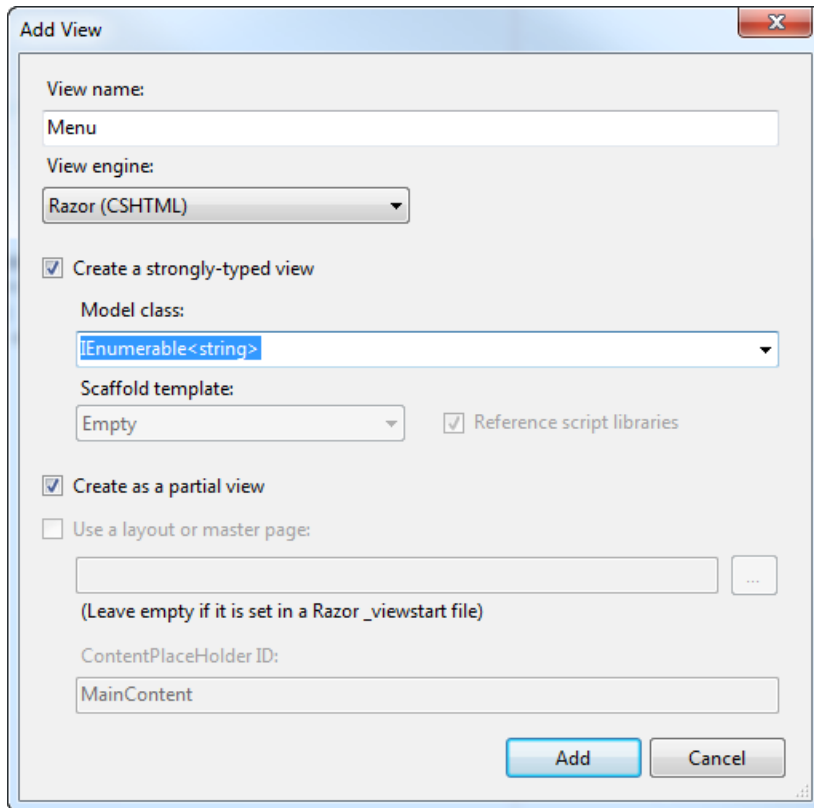 Add View
View name:
Menu
View engine:
Razor (CSHTML)
Create a strongly-typed view
Model class:
IEnumerable<string>
Scaffold template:
Empty
Reference script libraries
Create as a partial view
Use a layout or master page:
...
(Leave empty if it is set in a Razor _viewstart file)
ContentPlaceHolder ID:
MainContent
Add
Cancel